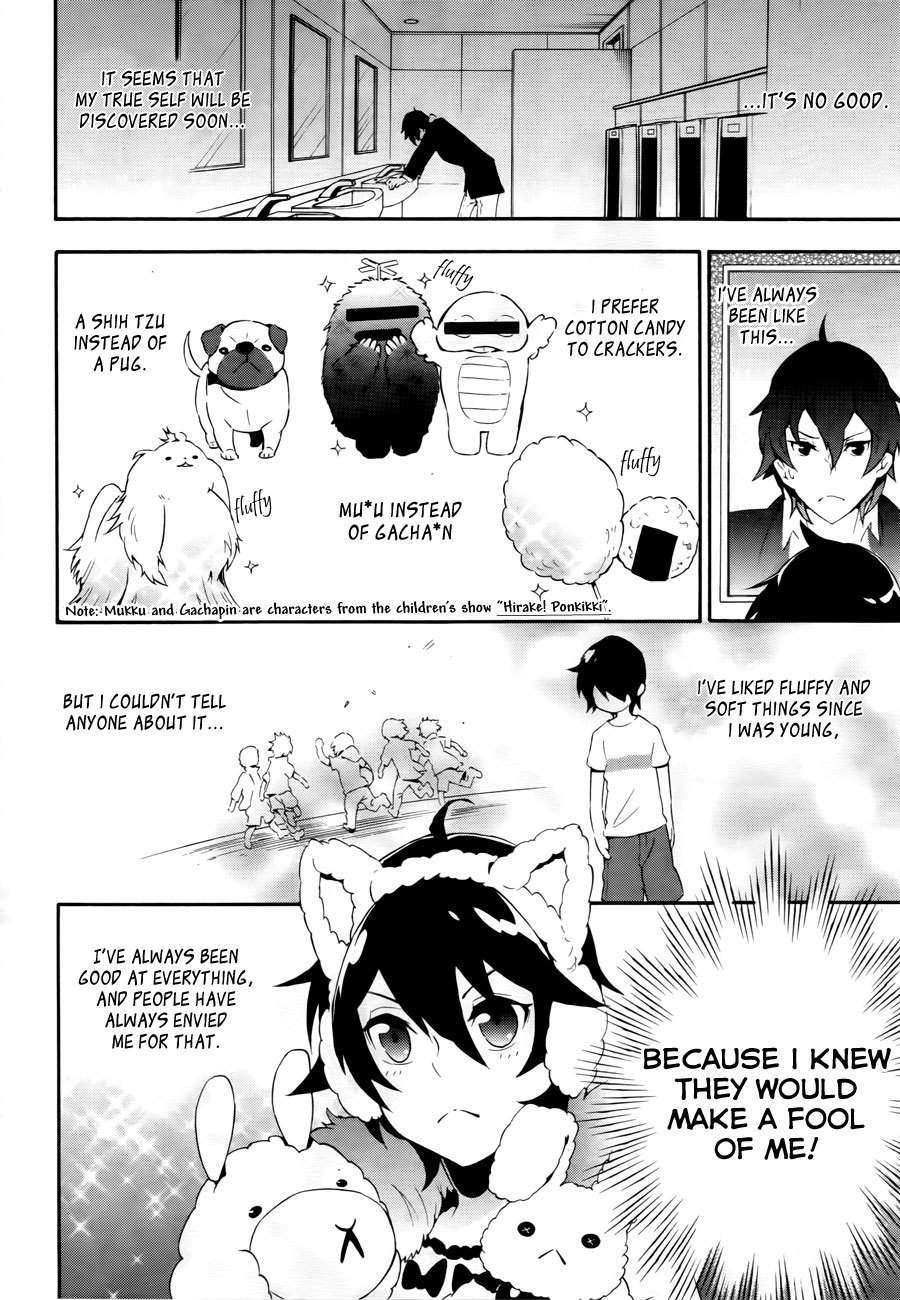 ...IT'S NO GOOD.
IT SEEMS THAT
MY TRUE SELF WILL BE
DISCOVERED SOON...
I'VE ALWAYS
BEEN LIKE
THIS...
I PREFER
COTTON CANDY
TO CRACKERS.
fluffy
fluffy
MU*U INSTEAD
OF GACHA*N
A SHIH TZU
INSTEAD OF
A PUG.
fluffy
Note: Mukku and Gachapin are characters from the children's show "Hirake! Ponkikki".
I'VE LIKED FLUFFY AND
SOFT THINGS SINCE
I WAS YOUNG,
BUT I COULDN'T TELL
ANYONE ABOUT IT...
BECAUSE I KNEW
THEY WOULD
MAKE A FOOL
OF ME!
I'VE ALWAYS BEEN
GOOD AT EVERYTHING,
AND PEOPLE HAVE
ALWAYS ENVIED
ME FOR THAT.